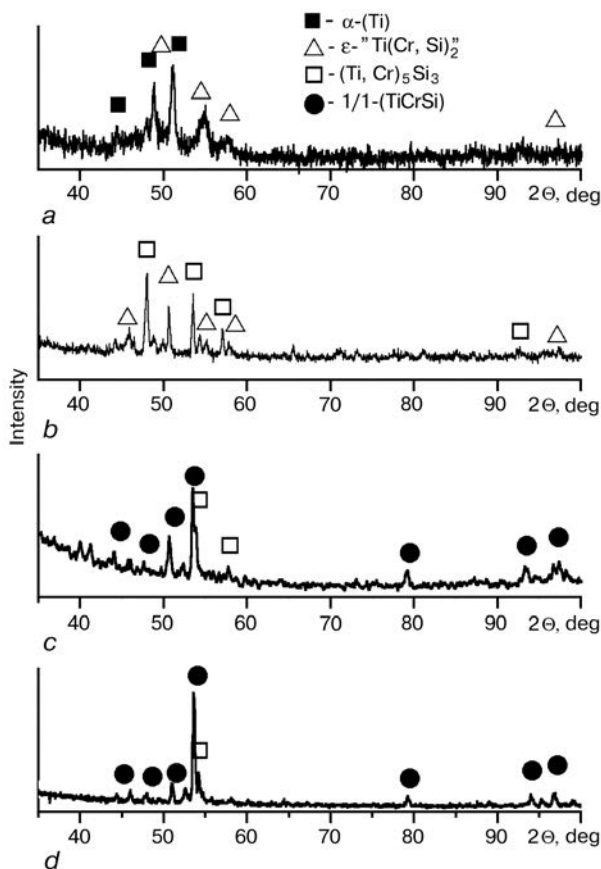 ■ - α-(Ti)
△ - ε-"Ti(Cr, Si)₂"
□ - (Ti, Cr)₅Si₃
● - 1/1-(TiCrSi)
40 50 60 70 80 90 2Θ, deg
a
40 50 60 70 80 90 2Θ, deg
b
Intensity
40 50 60 70 80 90 2Θ, deg
c
40 50 60 70 80 90 2Θ, deg
d